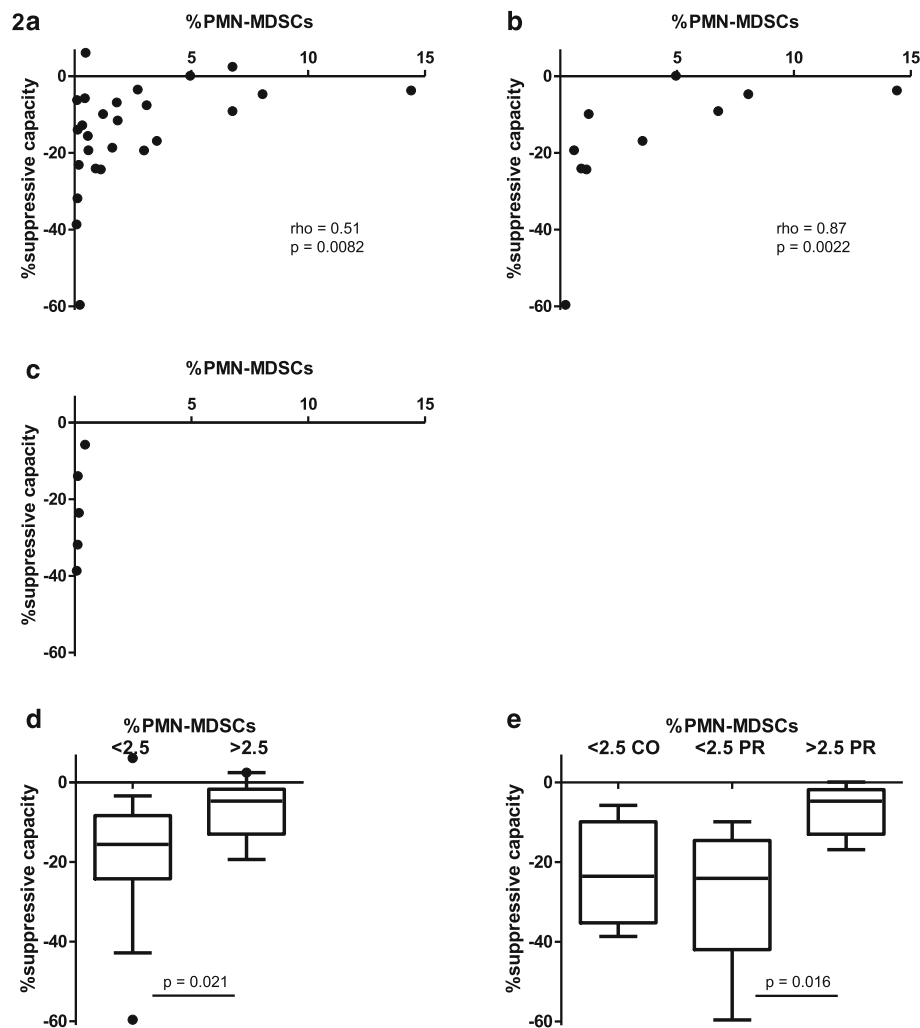 2a
%PMN-MDSCs
5 10 15
0
-20
-40
-60
%suppressive capacity
rho = 0.51
p = 0.0082
b
%PMN-MDSCs
5 10 15
0
-20
-40
-60
%suppressive capacity
rho = 0.87
p = 0.0022
c
%PMN-MDSCs
5 10 15
0
-20
-40
-60
%suppressive capacity
d
%PMN-MDSCs
<2.5 >2.5
0
-20
-40
-60
%suppressive capacity
p = 0.021
e
%PMN-MDSCs
<2.5 CO <2.5 PR >2.5 PR
0
-20
-40
-60
%suppressive capacity
p = 0.016